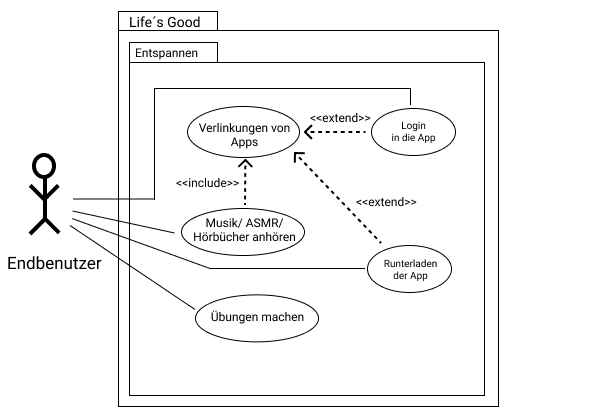 Life´s Good
Entspannen
<<extend>>
Verlinkungen von
Apps
Login
in die App
<<include>>
<<extend>>
Musik/ ASMR/
Hörbücher anhören
Endbenutzer
Runterladen
der App
Übungen machen